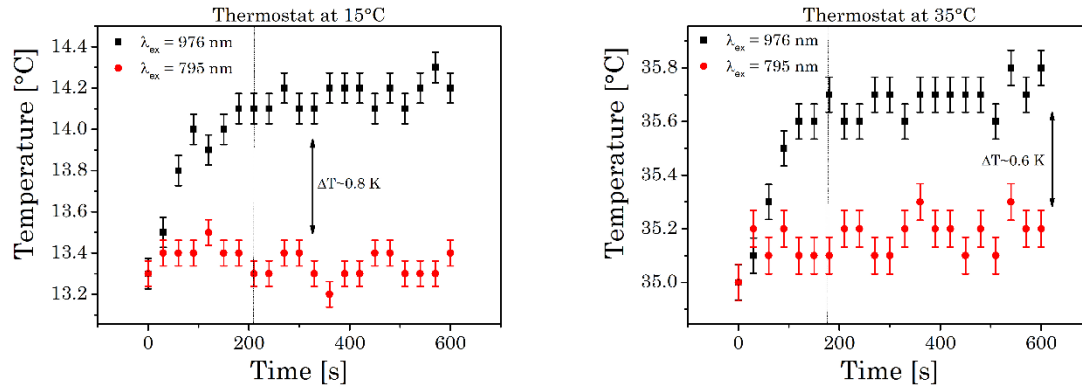 Thermostat at 15°C
Temperature [°C]
14.4
14.2
14.0
13.8
13.6
13.4
13.2
λex = 976 nm
λex = 795 nm
ΔT~0.8 K
0
200
400
600
Time [s]
Thermostat at 35°C
Temperature [°C]
35.8
35.6
35.4
35.2
35.0
λex = 976 nm
λex = 795 nm
ΔT~0.6 K
0
200
400
600
Time [s]